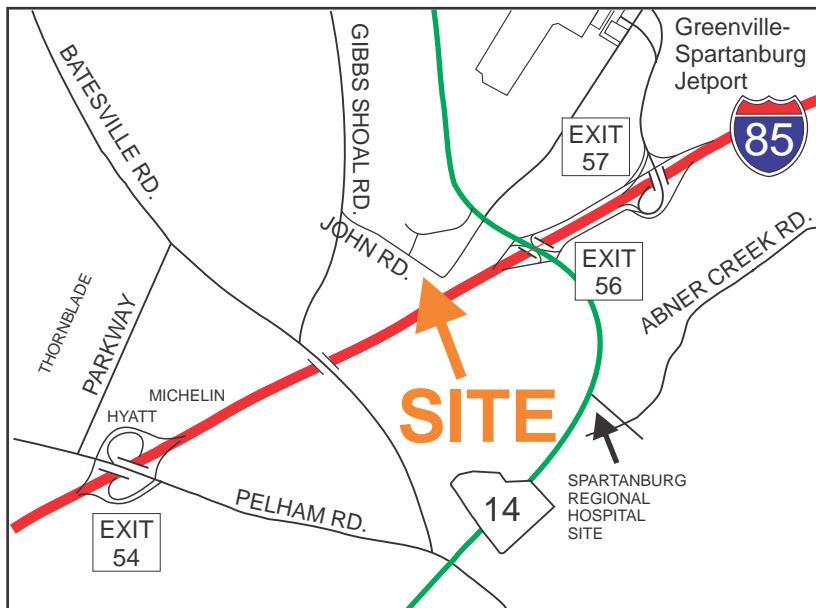 Greenville-
Spartanburg
Jetport
BATESVILLE RD.
GIBBS SHOAL RD.
85
EXIT
57
JOHN RD.
ABNER CREEK RD.
EXIT
56
THORNBLADE
PARKWAY
MICHELIN
HYATT
SITE
SPARTANBURG
REGIONAL
HOSPITAL
SITE
14
PELHAM RD.
EXIT
54